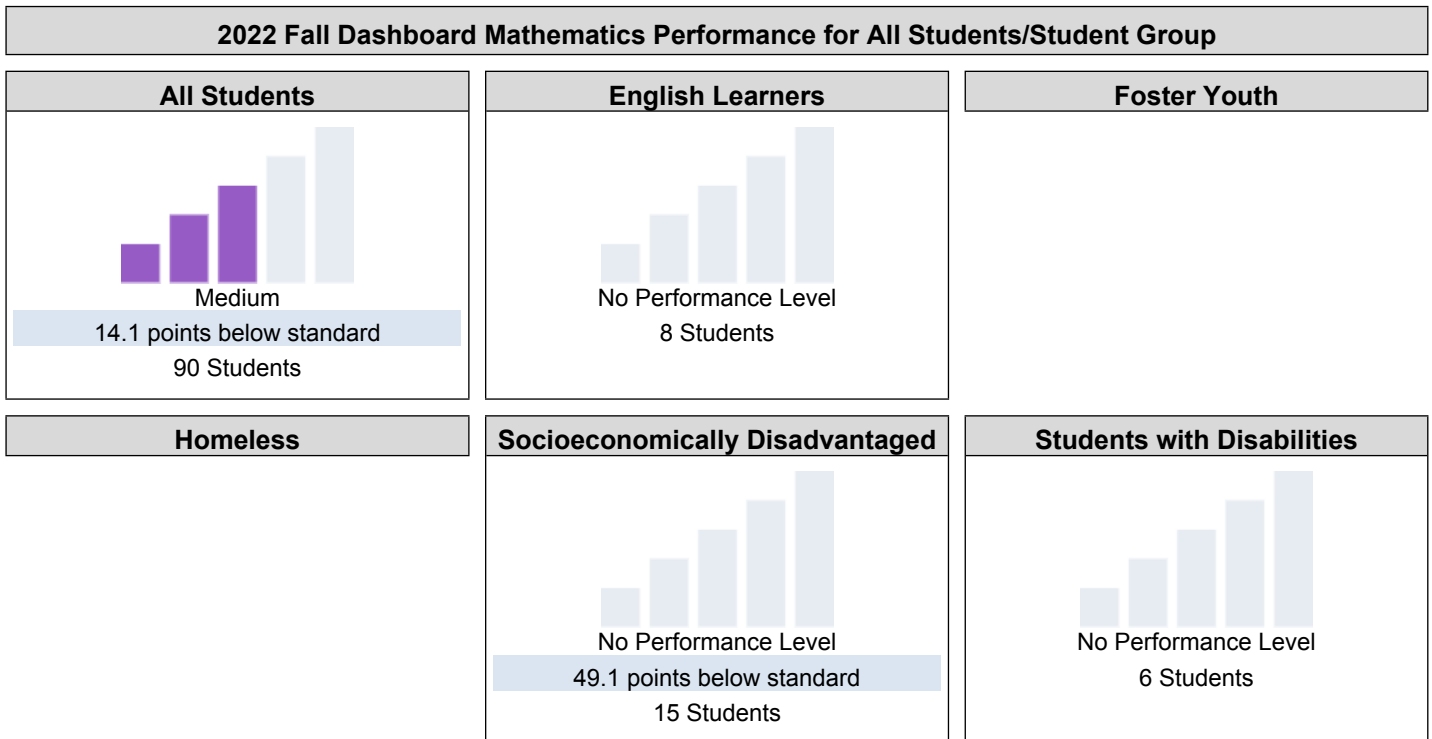 2022 Fall Dashboard Mathematics Performance for All Students/Student Group
All Students
Medium
14.1 points below standard
90 Students
English Learners
No Performance Level
8 Students
Foster Youth
Homeless
Socioeconomically Disadvantaged
No Performance Level
49.1 points below standard
15 Students
Students with Disabilities
No Performance Level
6 Students